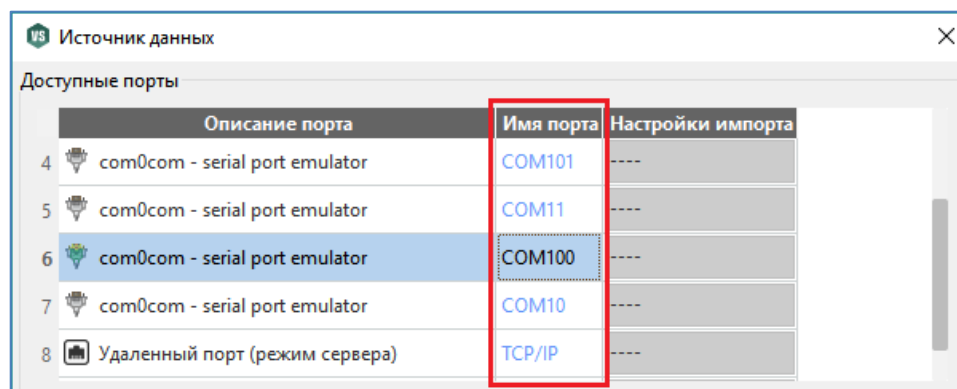 VS Источник данных
Доступные порты
Описание порта Имя порта Настройки импорта
4 com0com - serial port emulator COM101 ----
5 com0com - serial port emulator COM11 ----
6 com0com - serial port emulator COM100 ----
7 com0com - serial port emulator COM10 ----
8 Удаленный порт (режим сервера) TCP/IP ----